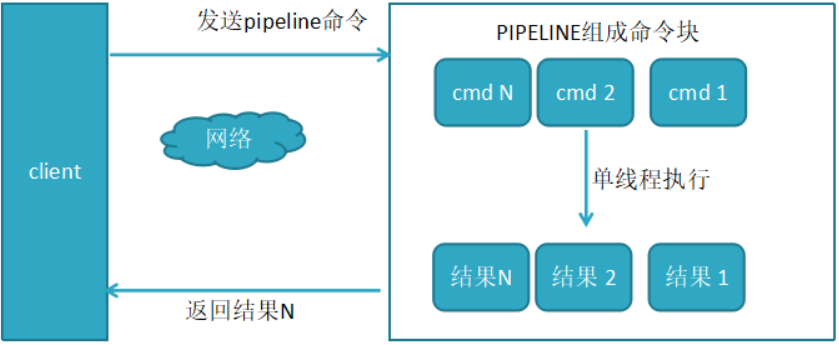 发送pipeline命令
PIPELINE组成命令块
cmd N
cmd 2
cmd 1
网络
client
单线程执行
结果N
结果 2
结果 1
返回结果N